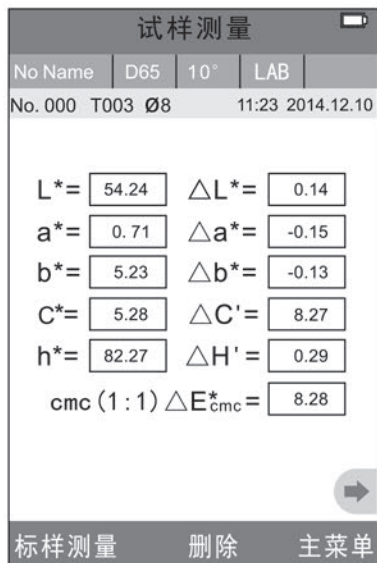 试样测量
No Name D65 10° LAB
No. 000 T003 Ø8 11:23 2014.12.10
L*= 54.24 △L*= 0.14
a*= 0.71 △a*= -0.15
b*= 5.23 △b*= -0.13
C*= 5.28 △C'= 8.27
h*= 82.27 △H'= 0.29
cmc(1:1)△E*cmc= 8.28
标样测量 删除 主菜单